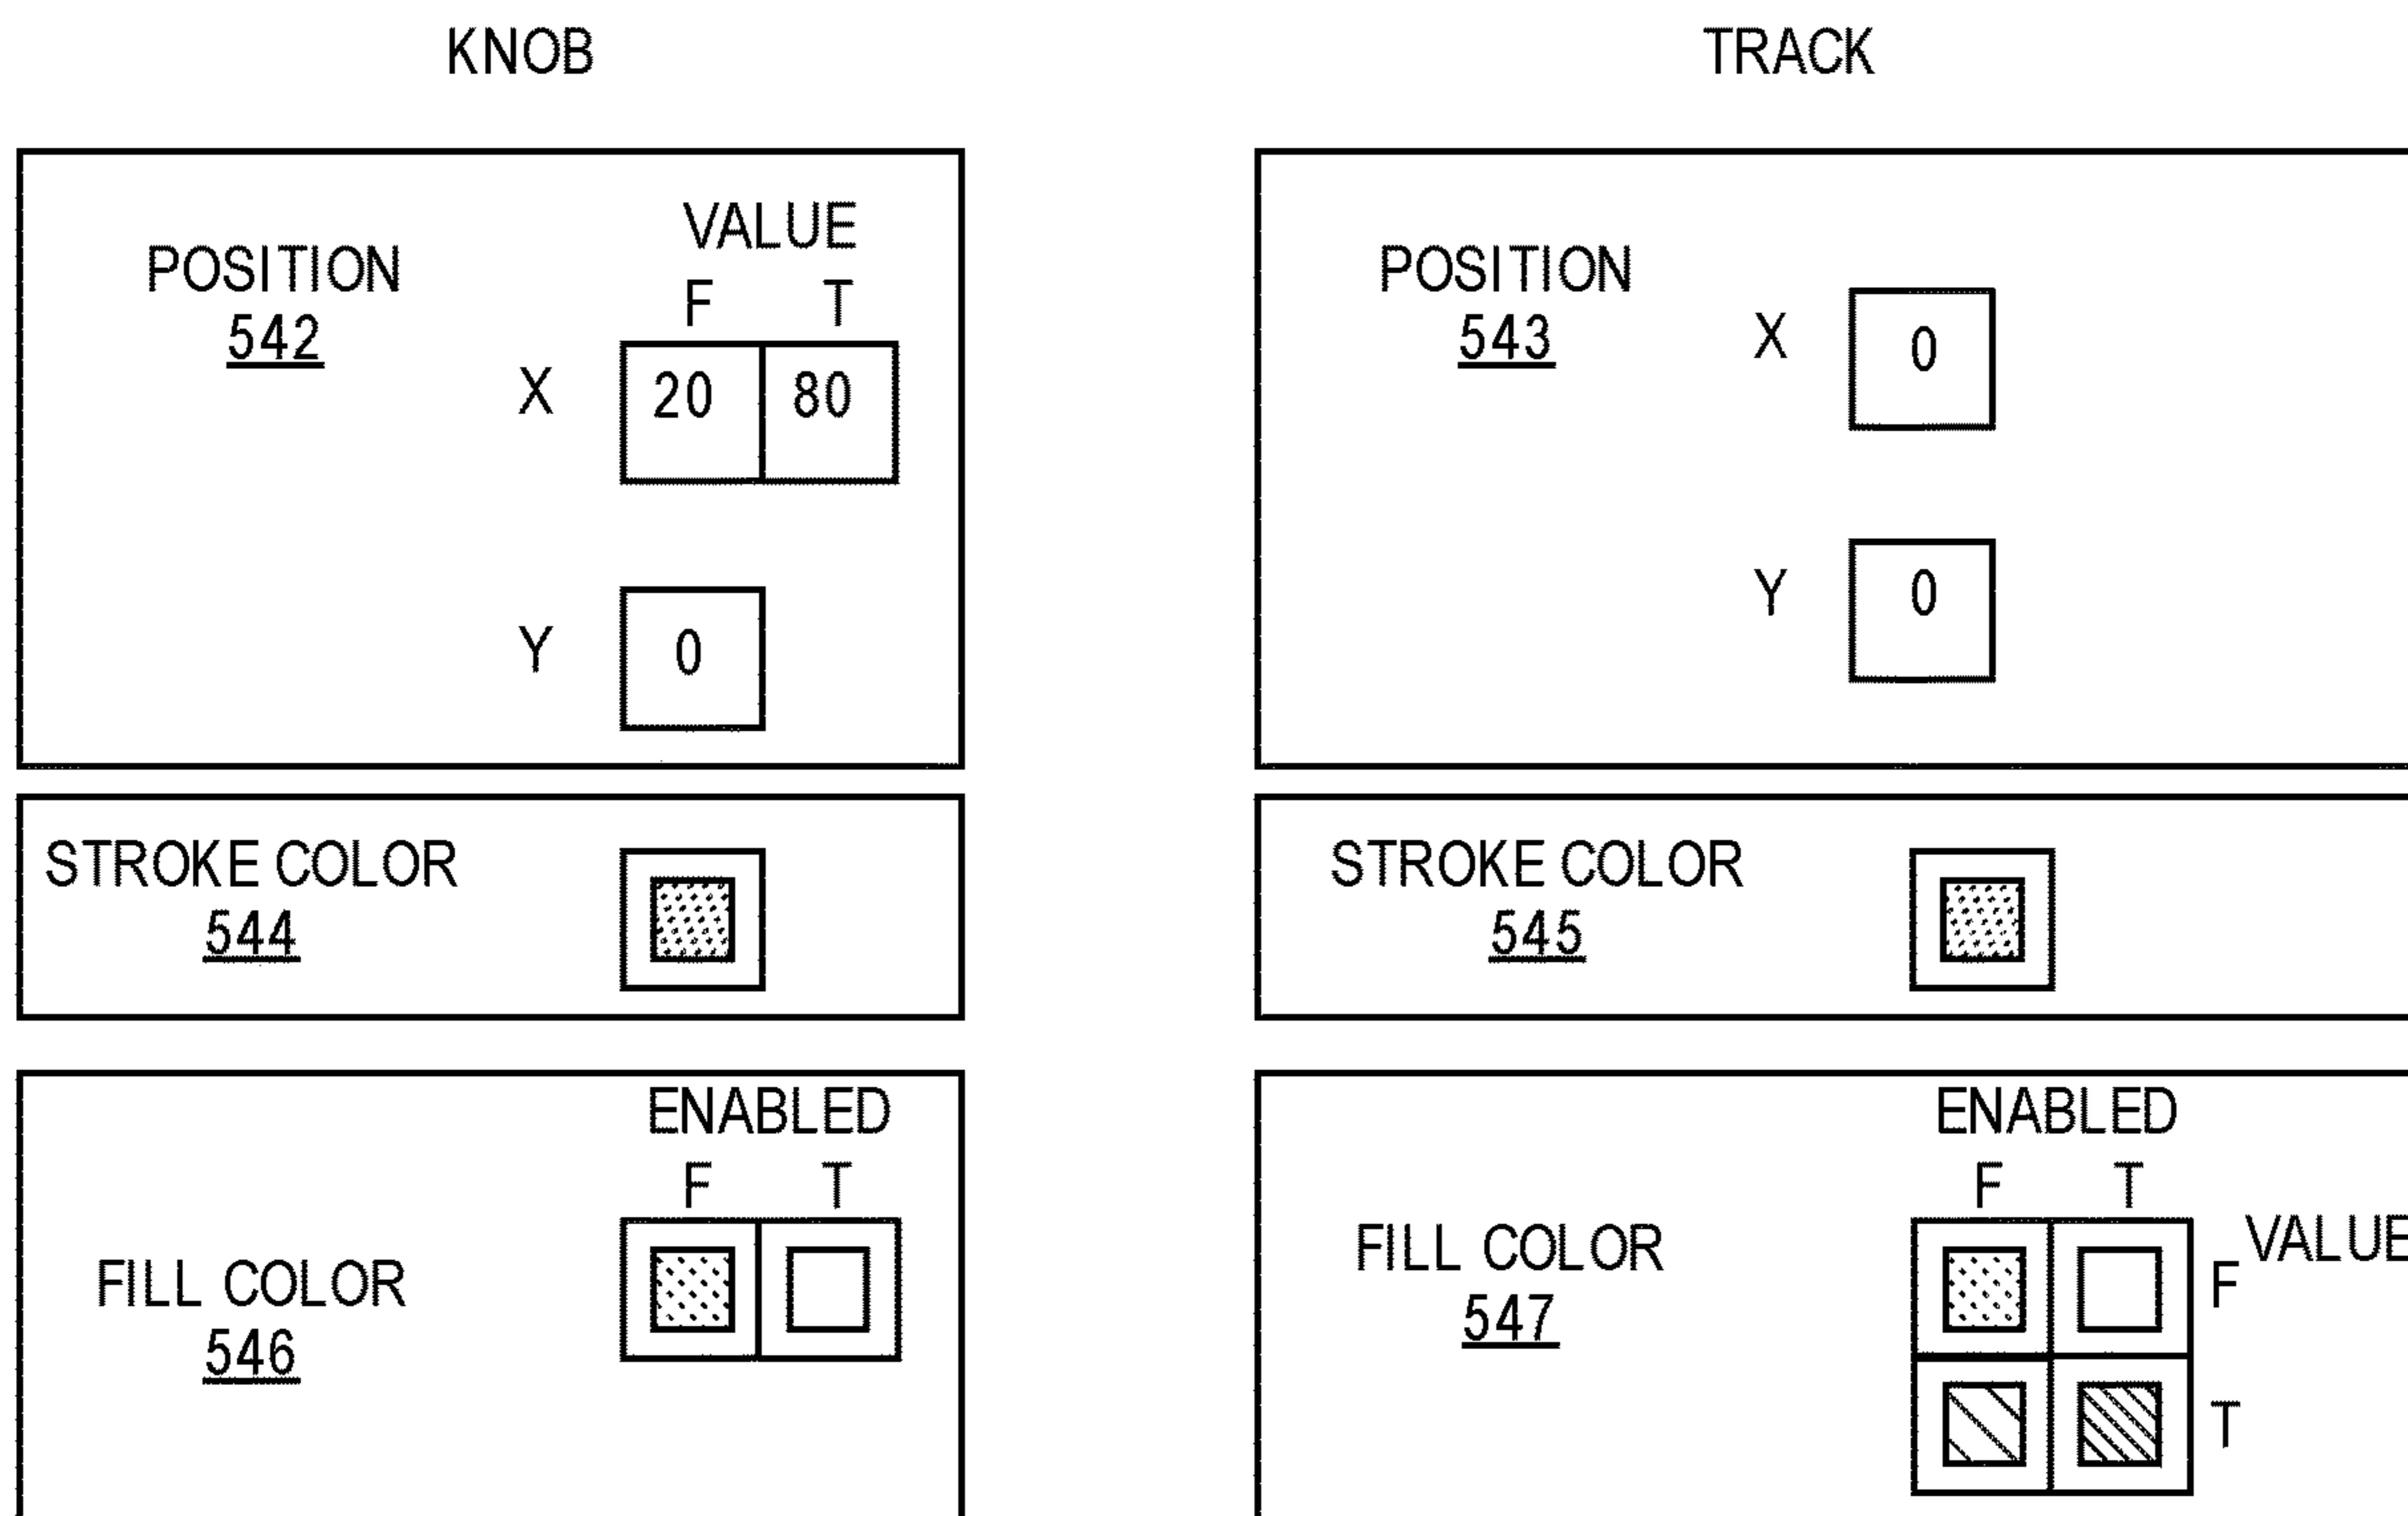 KNOB
VALUE
POSITION
F T
542
X 20 80
Y 0
STROKE COLOR
544
ENABLED
F T
FILL COLOR
546
TRACK
POSITION
543
X 0
Y 0
STROKE COLOR
545
ENABLED
F T
VALUE
FILL COLOR
F
547
T